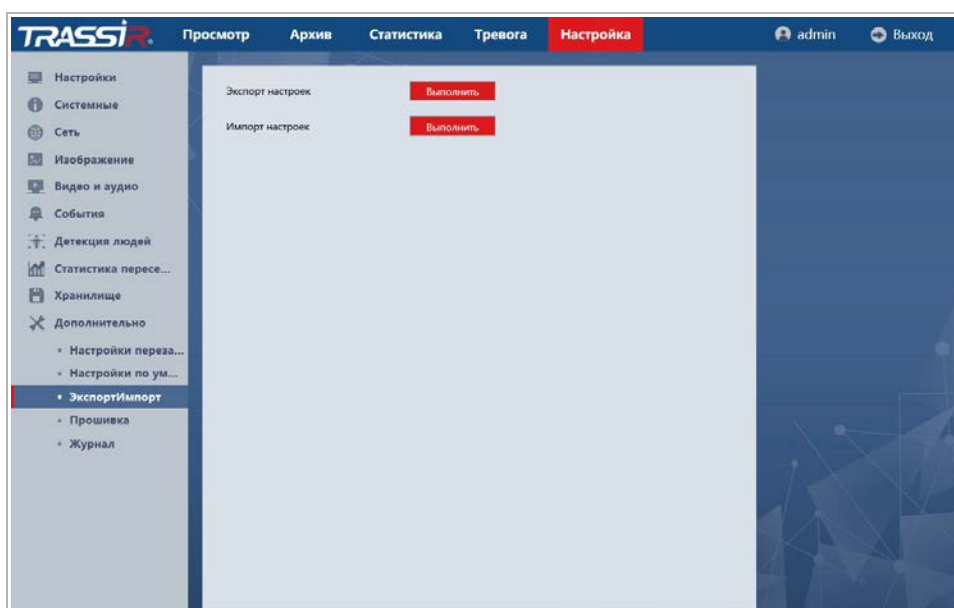 TRASSIR. Просмотр Архив Статистика Тревога Настройка admin Выход
Настройки
Системные
Сеть
Изображение
Видео и аудио
События
Детекция людей
Статистика пересе...
Хранилище
Дополнительно
Настройки переза...
Настройки по ум...
ЭкспортИмпорт
Прошивка
Журнал
Экспорт настроек Выполнить
Импорт настроек Выполнить